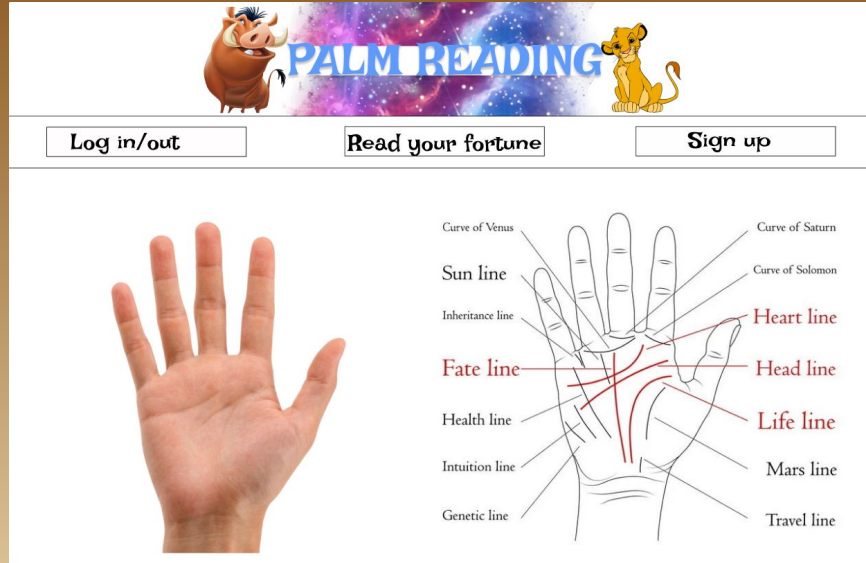 PALM READING
Log in/out
Read your fortune
Sign up
Curve of Venus
Sun line
Inheritance line
Fate line
Health line
Intuition line
Genetic line
Curve of Saturn
Curve of Solomon
Heart line
Head line
Life line
Mars line
Travel line